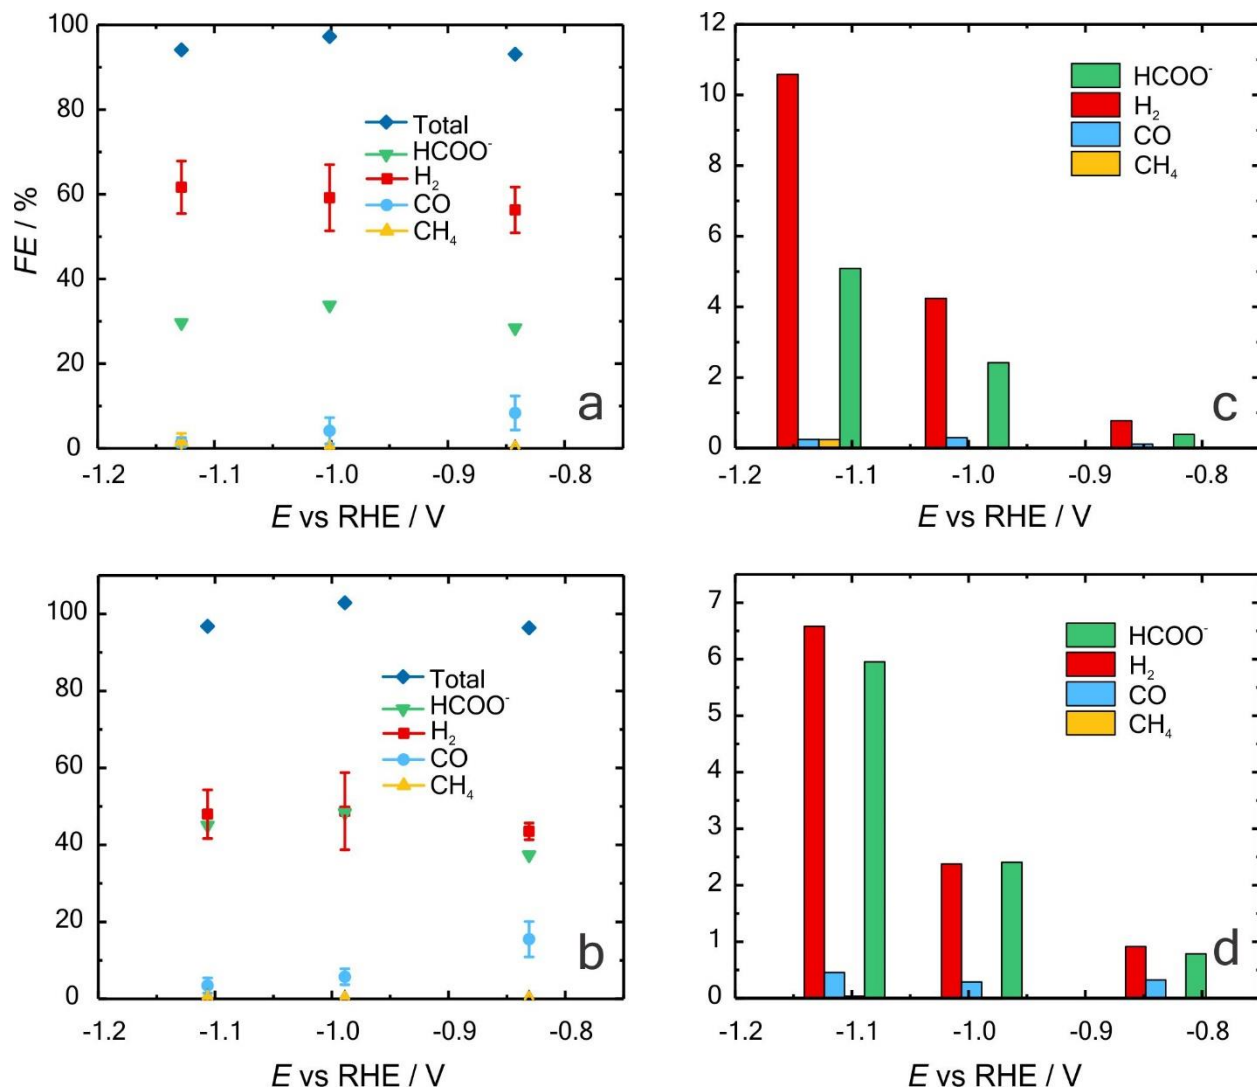 100
80
60
40
20
0
FE / %
Total
HCOO⁻
H₂
CO
CH₄
a
-1.2 -1.1 -1.0 -0.9 -0.8
E vs RHE / V
12
10
8
6
4
2
0
HCOO⁻
H₂
CO
CH₄
c
-1.2 -1.1 -1.0 -0.9 -0.8
E vs RHE / V
100
80
60
40
20
0
Total
HCOO⁻
H₂
CO
CH₄
b
-1.2 -1.1 -1.0 -0.9 -0.8
E vs RHE / V
7
6
5
4
3
2
1
0
HCOO⁻
H₂
CO
CH₄
d
-1.2 -1.1 -1.0 -0.9 -0.8
E vs RHE / V